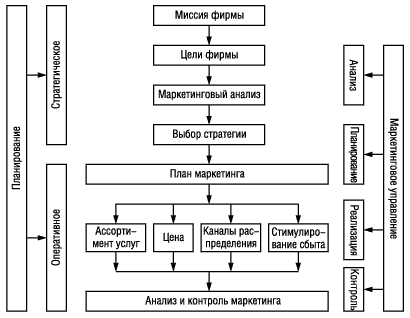 Планирование
Стратегическое
Оперативное
Миссия фирмы
Цели фирмы
Маркетинговый анализ
Выбор стратегии
План маркетинга
Ассорти-
мент услуг
Цена
Каналы рас-
пределения
Стимулиро-
вание сбыта
Анализ и контроль маркетинга
Анализ
Планирование
Реализация
Контроль
Маркетинговое управление